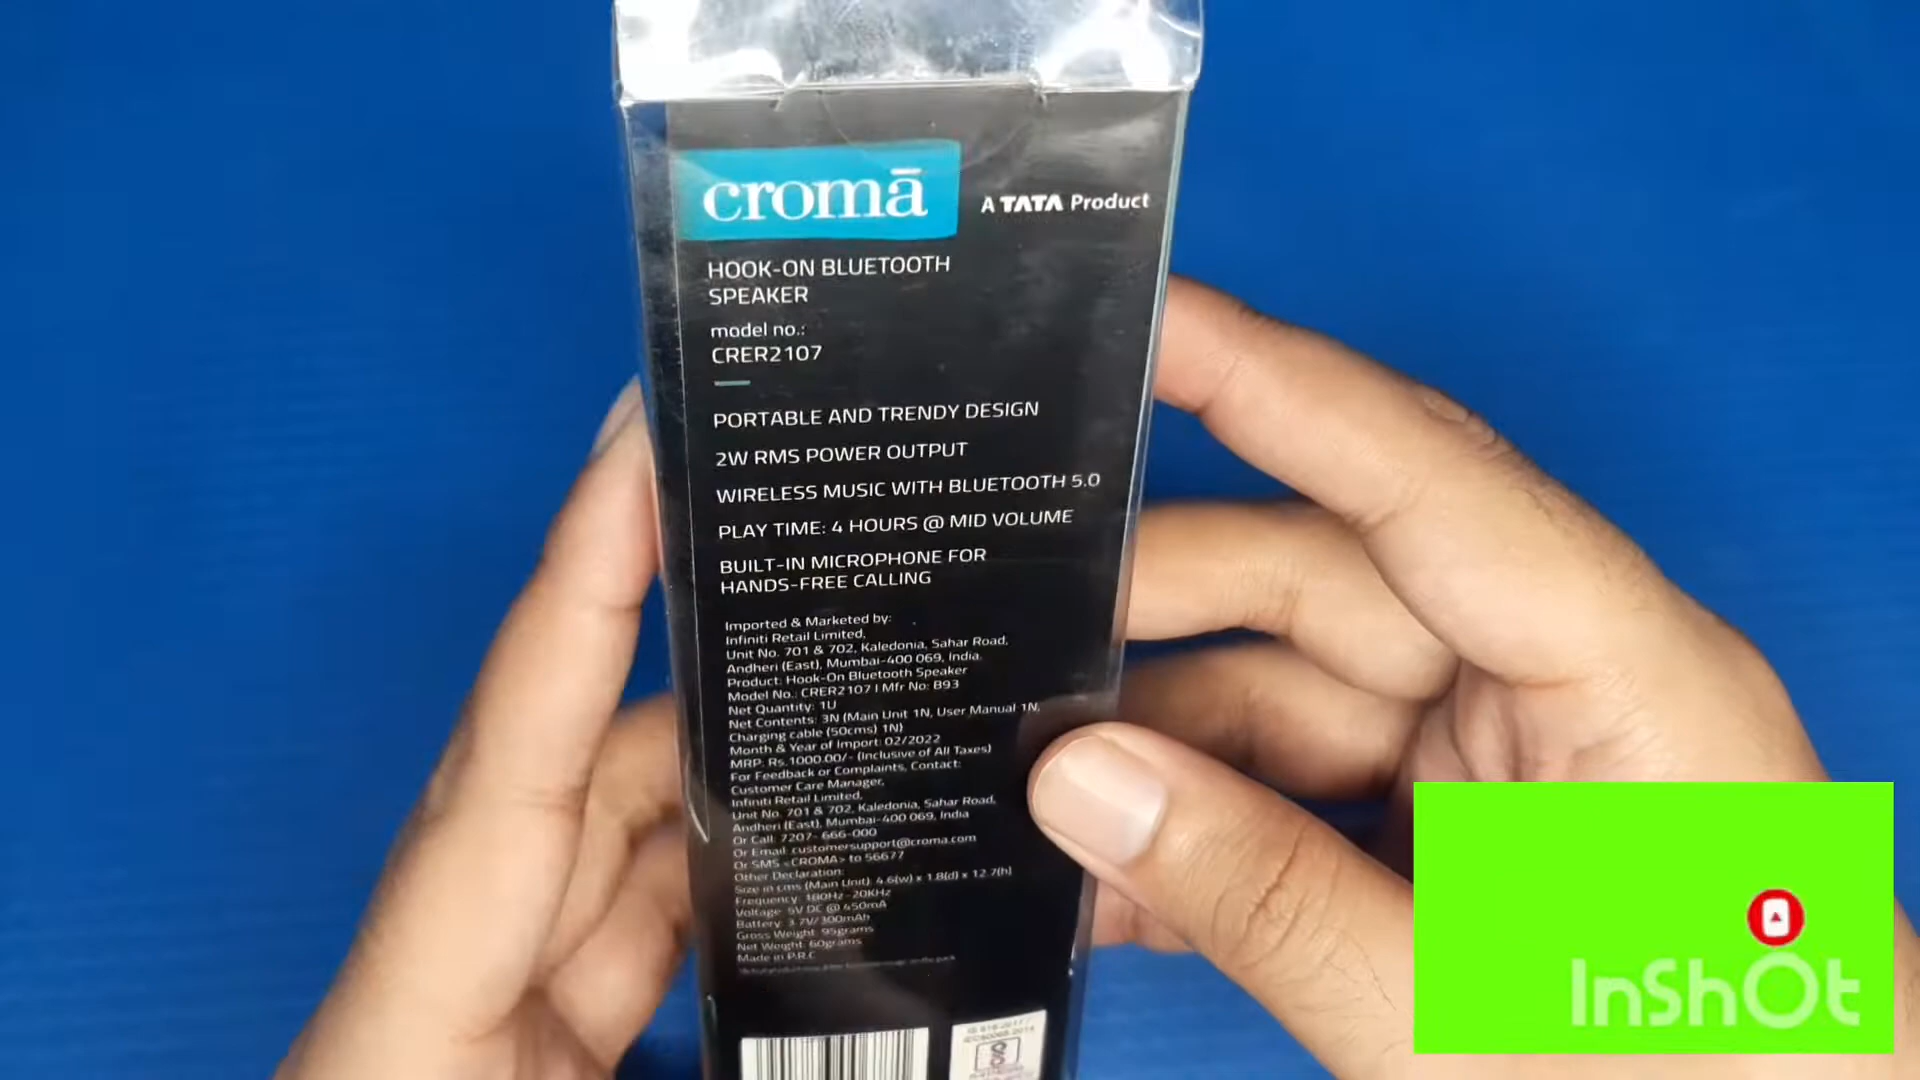 cromā
A TATA Product
HOOK-ON BLUETOOTH
SPEAKER
model no.:
CRER2107
PORTABLE AND TRENDY DESIGN
2W RMS POWER OUTPUT
WIRELESS MUSIC WITH BLUETOOTH 5.0
PLAY TIME: 4 HOURS @ MID VOLUME
BUILT-IN MICROPHONE FOR
HANDS-FREE CALLING
Imported & Marketed by:
Infiniti Retail Limited,
Unit No. 701 & 702, Kaledonia, Sahar Road,
Andheri (East), Mumbai-400 069, India.
Product: Hook-On Bluetooth Speaker
Model No.: CRER2107 | Mfr No: B93
Net Quantity: 1U
Net Contents: 3N (Main Unit 1N, User Manual 1N,
Charging cable (50cms) 1N)
Month & Year of Import: 02/2022
MRP: Rs.1000.00/- (Inclusive of All Taxes)
For Feedback or Complaints, Contact:
Customer Care Manager,
Infiniti Retail Limited,
Unit No. 701 & 702, Kaledonia, Sahar Road,
Andheri (East), Mumbai-400 069, India
Or Call: 7207-666-000
Or Email: customersupport@croma.com
Or SMS <CROMA> to 56677
Other Declaration:
Size in cms (Main Unit): 4.6(w) x 1.8(d) x 12.7(h)
Frequency: 180Hz-20KHz
Voltage: 5V DC @ 450mA
Battery: 3.7V/300mAh
Gross Weight: 95grams
Net Weight: 60grams
Made in P.R.C
InShOt